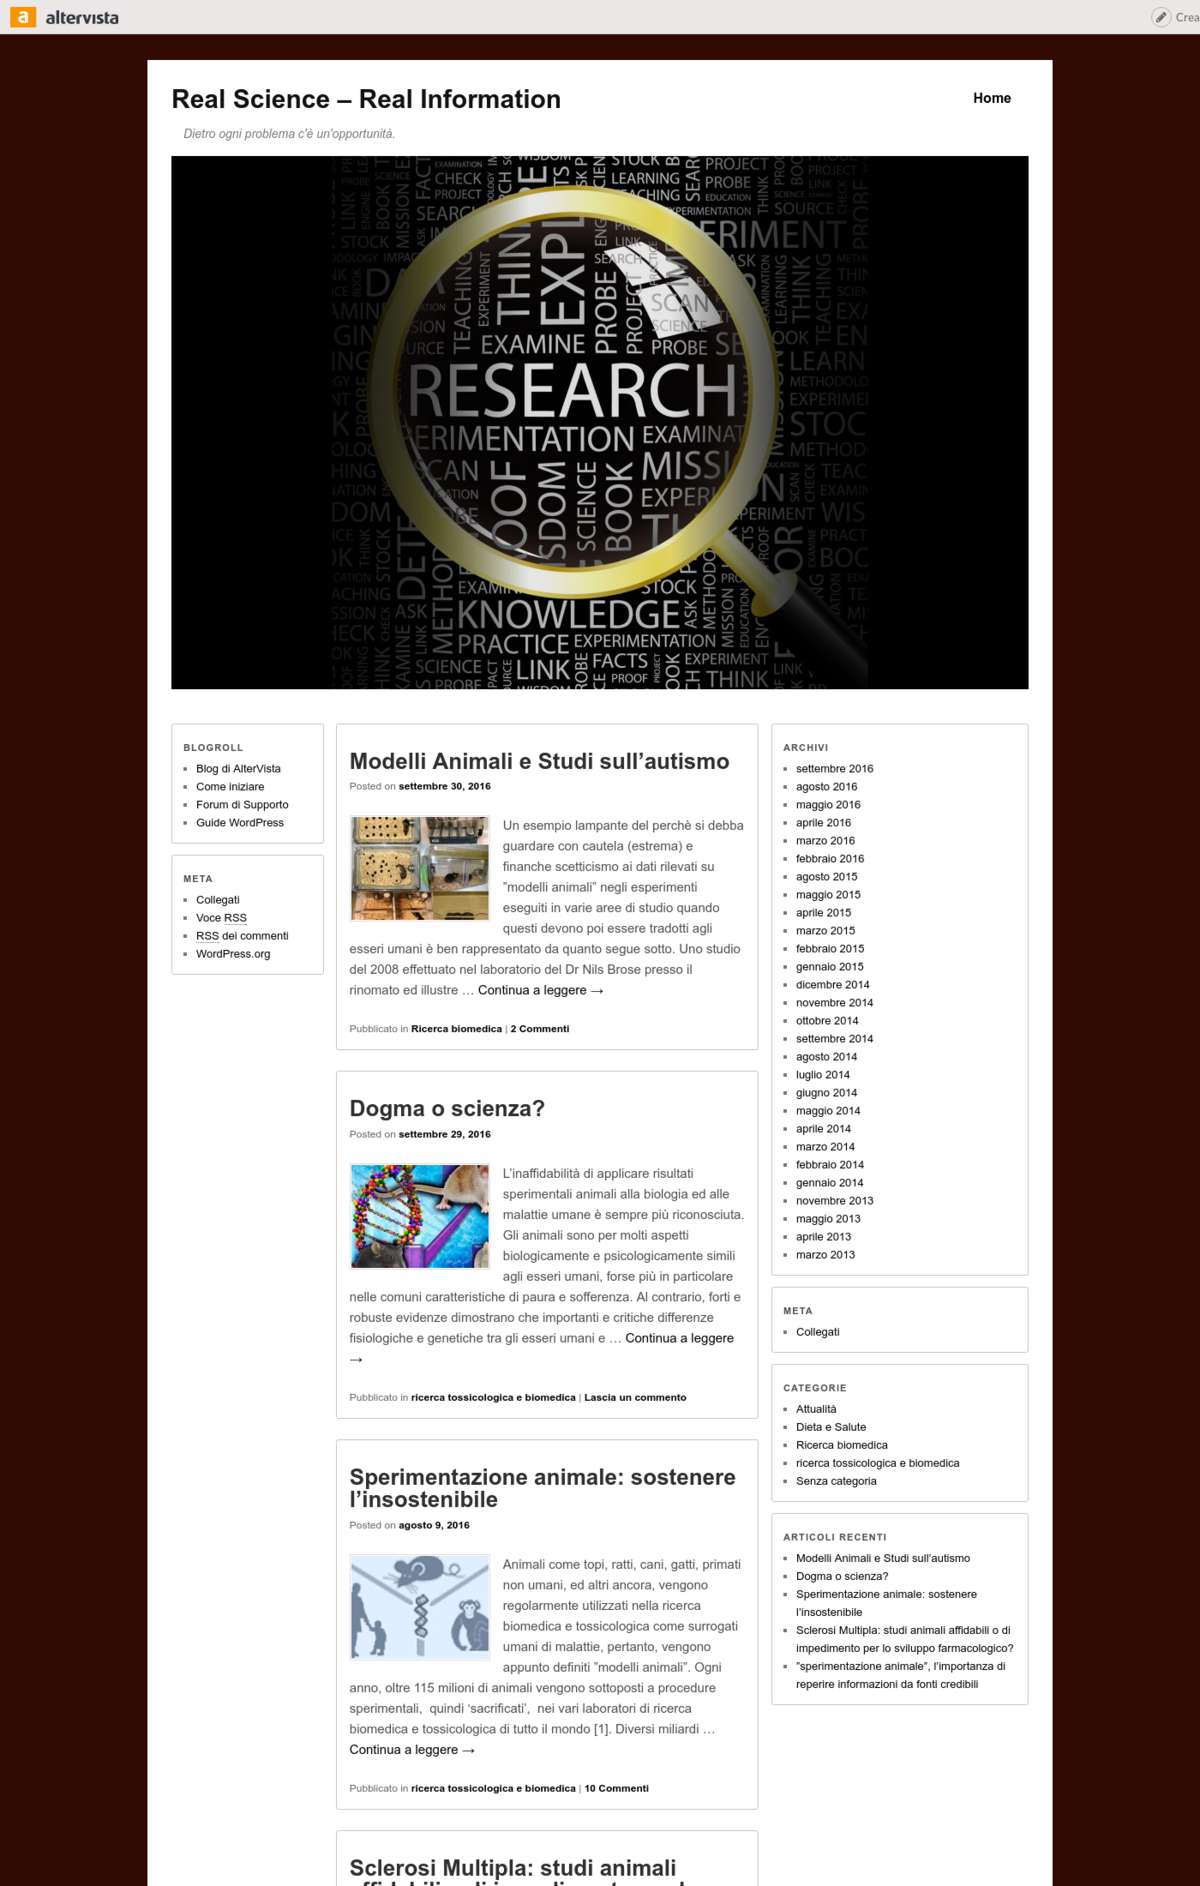 altervista
Crea
Real Science – Real Information
Home
Dietro ogni problema c'è un'opportunità.
WISDOM
STOCK
PROJECT
EXAMINATION
CHECK
LEARNING
PROBE
PROJECT
EDUCATION
SOURCE
THINK
EXPERIMENT
SEARCH
SCAN
SCIENCE
PROBE
PROJECT
TEACHING
EXPERIMENT
EXAMINE
PROBE
LEARN
RESEARCH
EXPERIMENTATION
SCAN
WISDOM
SCIENCE
BOOK
EXAMINAT
MISSI
EXPERI
STOCK
KNOWLEDGE
PRACTICE
EXPERIMENTATION
SCIENCE
LINK
FACTS
PROOF
PROJECT
EXPERIMENT
LINK
THINK
BLOGROLL
Blog di AlterVista
Come iniziare
Forum di Supporto
Guide WordPress
META
Collegati
Voce RSS
RSS dei commenti
WordPress.org
Modelli Animali e Studi sull’autismo
Posted on settembre 30, 2016
Un esempio lampante del perchè si debba
guardare con cautela (estrema) e
finanche scetticismo ai dati rilevati su
”modelli animali” negli esperimenti
eseguiti in varie aree di studio quando
questi devono poi essere tradotti agli
esseri umani è ben rappresentato da quanto segue sotto. Uno studio
del 2008 effettuato nel laboratorio del Dr Nils Brose presso il
rinomato ed illustre … Continua a leggere →
Pubblicato in Ricerca biomedica | 2 Commenti
Dogma o scienza?
Posted on settembre 29, 2016
L’inaffidabilità di applicare risultati
sperimentali animali alla biologia ed alle
malattie umane è sempre più riconosciuta.
Gli animali sono per molti aspetti
biologicamente e psicologicamente simili
agli esseri umani, forse più in particolare
nelle comuni caratteristiche di paura e sofferenza. Al contrario, forti e
robuste evidenze dimostrano che importanti e critiche differenze
fisiologiche e genetiche tra gli esseri umani e … Continua a leggere
→
Pubblicato in ricerca tossicologica e biomedica | Lascia un commento
Sperimentazione animale: sostenere
l’insostenibile
Posted on agosto 9, 2016
Animali come topi, ratti, cani, gatti, primati
non umani, ed altri ancora, vengono
regolarmente utilizzati nella ricerca
biomedica e tossicologica come surrogati
umani di malattie, pertanto, vengono
appunto definiti ”modelli animali”. Ogni
anno, oltre 115 milioni di animali vengono sottoposti a procedure
sperimentali,  quindi ‘sacrificati’,  nei vari laboratori di ricerca
biomedica e tossicologica di tutto il mondo [1]. Diversi miliardi …
Continua a leggere →
Pubblicato in ricerca tossicologica e biomedica | 10 Commenti
Sclerosi Multipla: studi animali
ARCHIVI
settembre 2016
agosto 2016
maggio 2016
aprile 2016
marzo 2016
febbraio 2016
agosto 2015
maggio 2015
aprile 2015
marzo 2015
febbraio 2015
gennaio 2015
dicembre 2014
novembre 2014
ottobre 2014
settembre 2014
agosto 2014
luglio 2014
giugno 2014
maggio 2014
aprile 2014
marzo 2014
febbraio 2014
gennaio 2014
novembre 2013
maggio 2013
aprile 2013
marzo 2013
META
Collegati
CATEGORIE
Attualità
Dieta e Salute
Ricerca biomedica
ricerca tossicologica e biomedica
Senza categoria
ARTICOLI RECENTI
Modelli Animali e Studi sull’autismo
Dogma o scienza?
Sperimentazione animale: sostenere
l’insostenibile
Sclerosi Multipla: studi animali affidabili o di
impedimento per lo sviluppo farmacologico?
”sperimentazione animale”, l’importanza di
reperire informazioni da fonti credibili